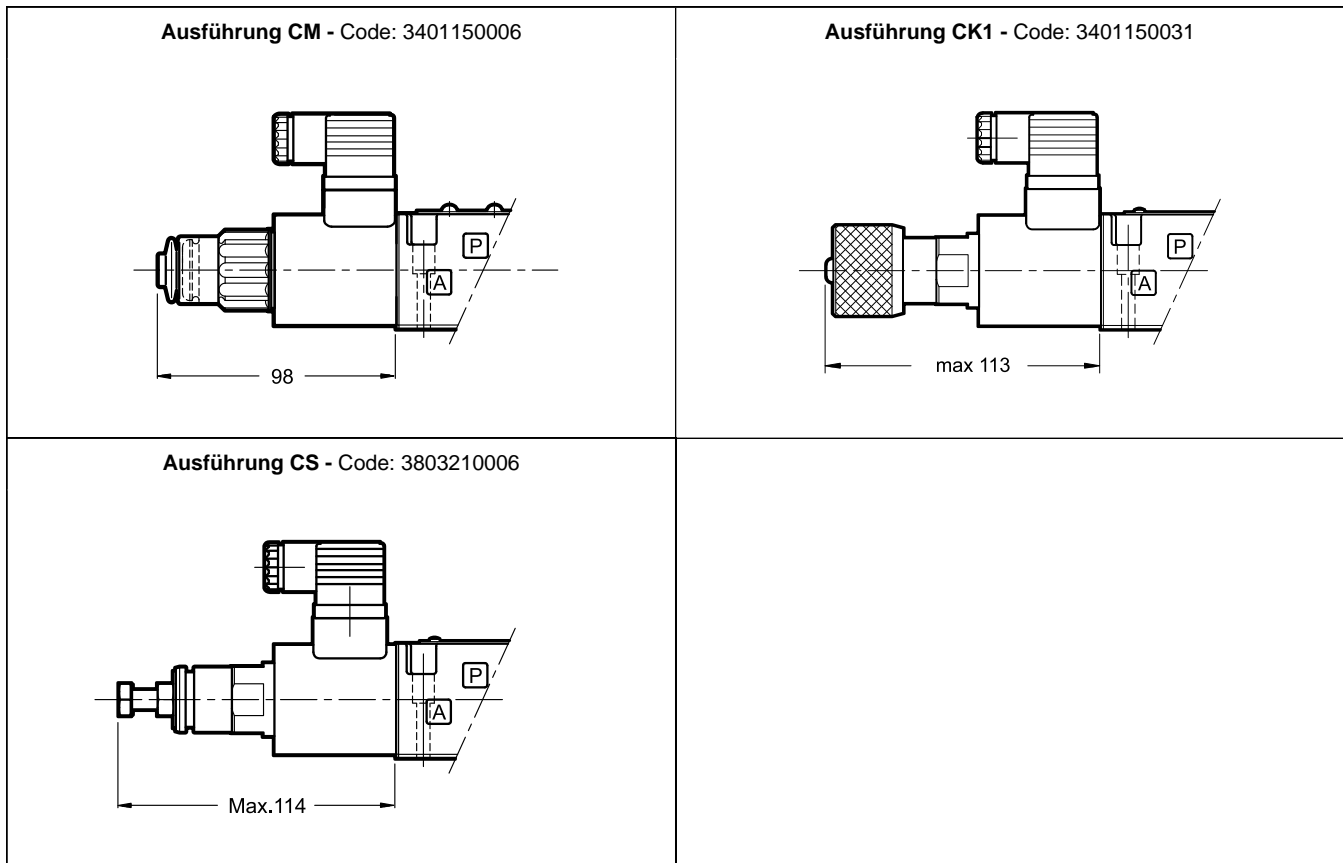 Ausführung CM - Code: 3401150006
P
A
98
Ausführung CK1 - Code: 3401150031
P
A
max 113
Ausführung CS - Code: 3803210006
P
A
Max.114